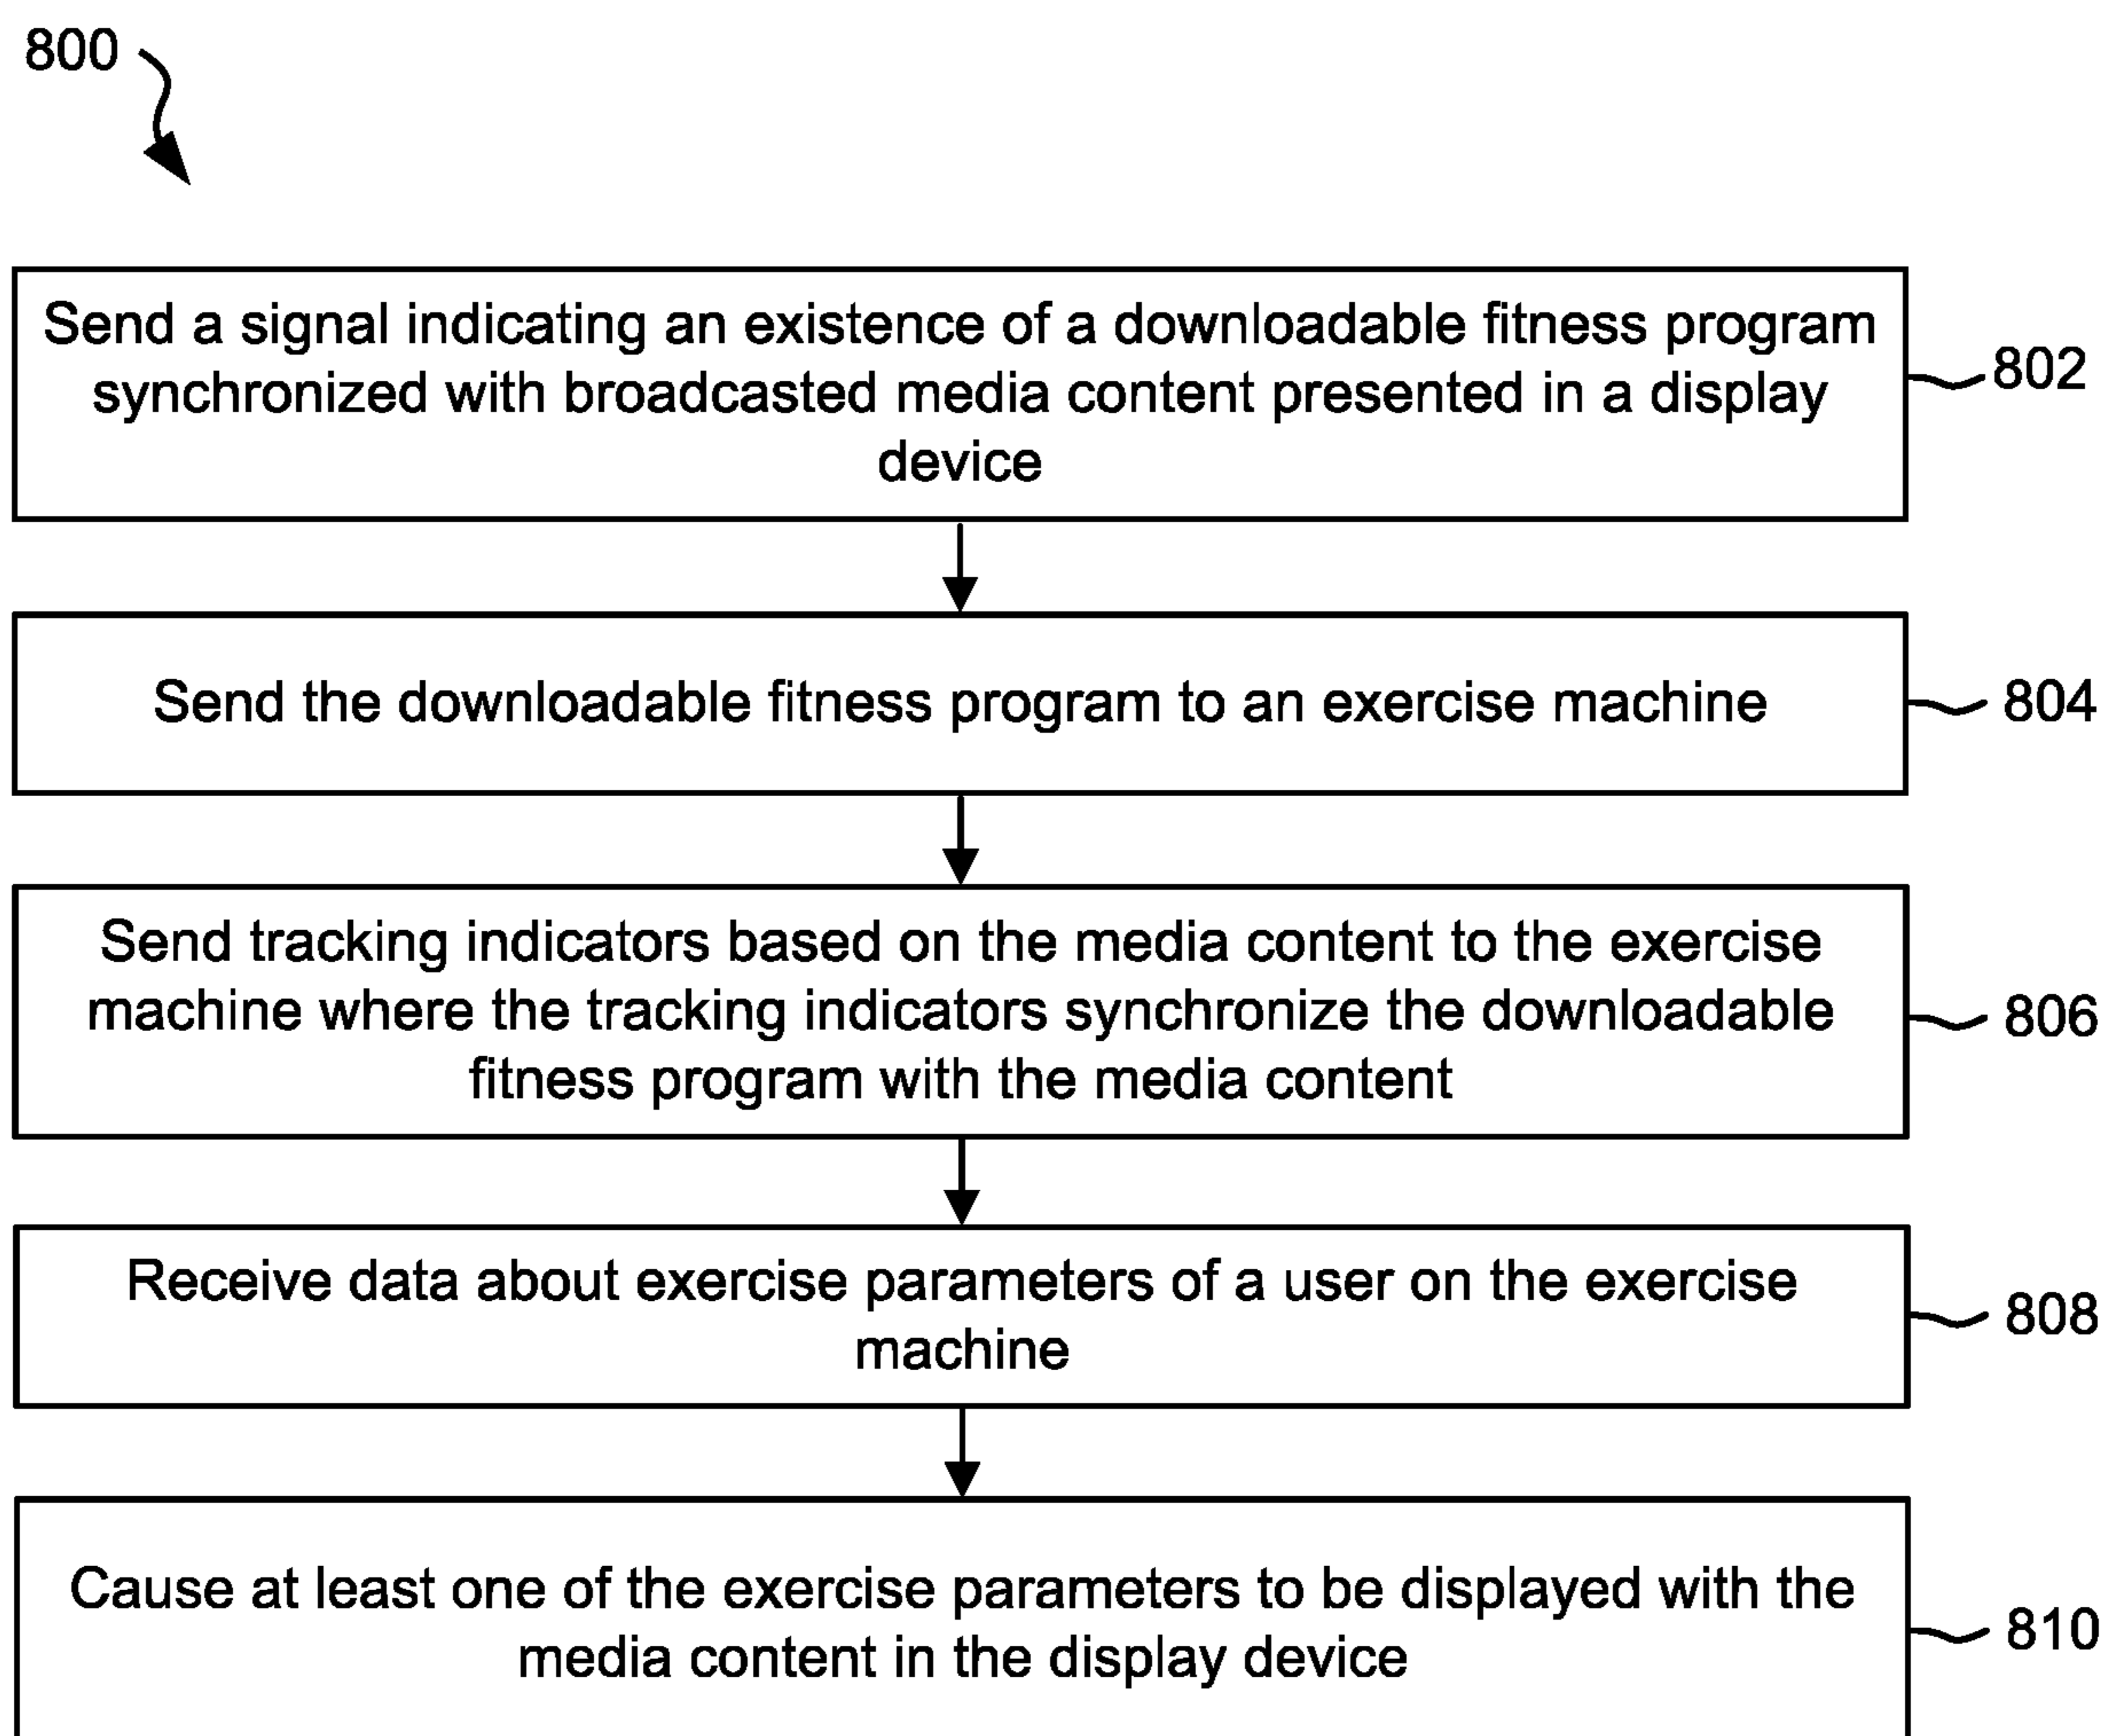 800
Send a signal indicating an existence of a downloadable fitness program
synchronized with broadcasted media content presented in a display
device
802
Send the downloadable fitness program to an exercise machine
804
Send tracking indicators based on the media content to the exercise
machine where the tracking indicators synchronize the downloadable
fitness program with the media content
806
Receive data about exercise parameters of a user on the exercise
machine
808
Cause at least one of the exercise parameters to be displayed with the
media content in the display device
810